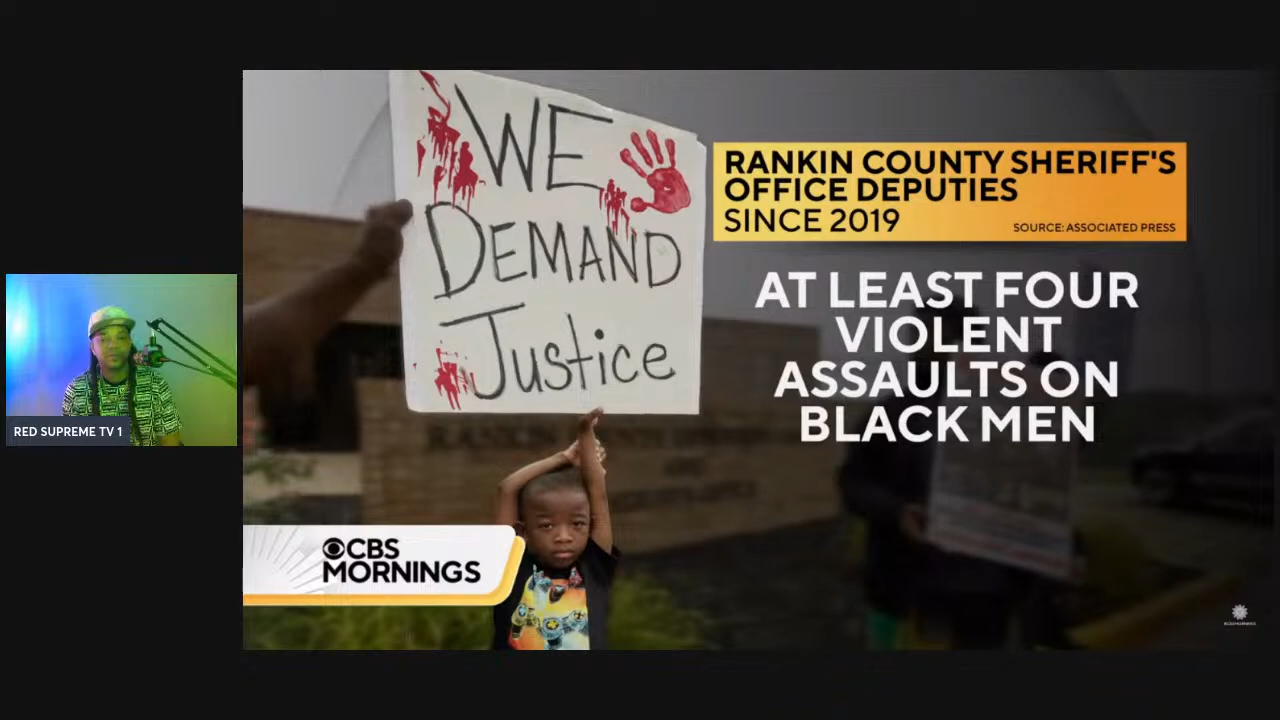 WE
DEMAND
Justice
RANKIN COUNTY SHERIFF'S
OFFICE DEPUTIES
SINCE 2019
SOURCE: ASSOCIATED PRESS
AT LEAST FOUR
VIOLENT
ASSAULTS ON
BLACK MEN
RED SUPREME TV 1
CBS
MORNINGS